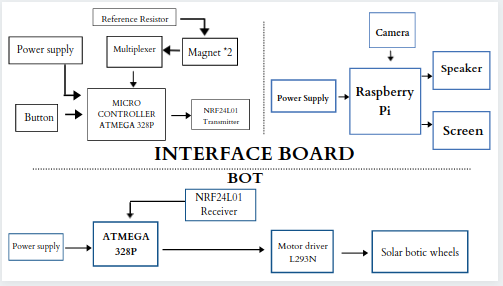 Reference Resistor
Camera
Power supply
Multiplexer
Magnet *2
Speaker
Power Supply
Raspberry
Pi
Button
MICRO
CONTROLLER
ATMEGA 328P
NRF24L01
Transmitter
Screen
INTERFACE BOARD
BOT
NRF24L01
Receiver
Power supply
ATMEGA
328P
Motor driver
L293N
Solar botic wheels